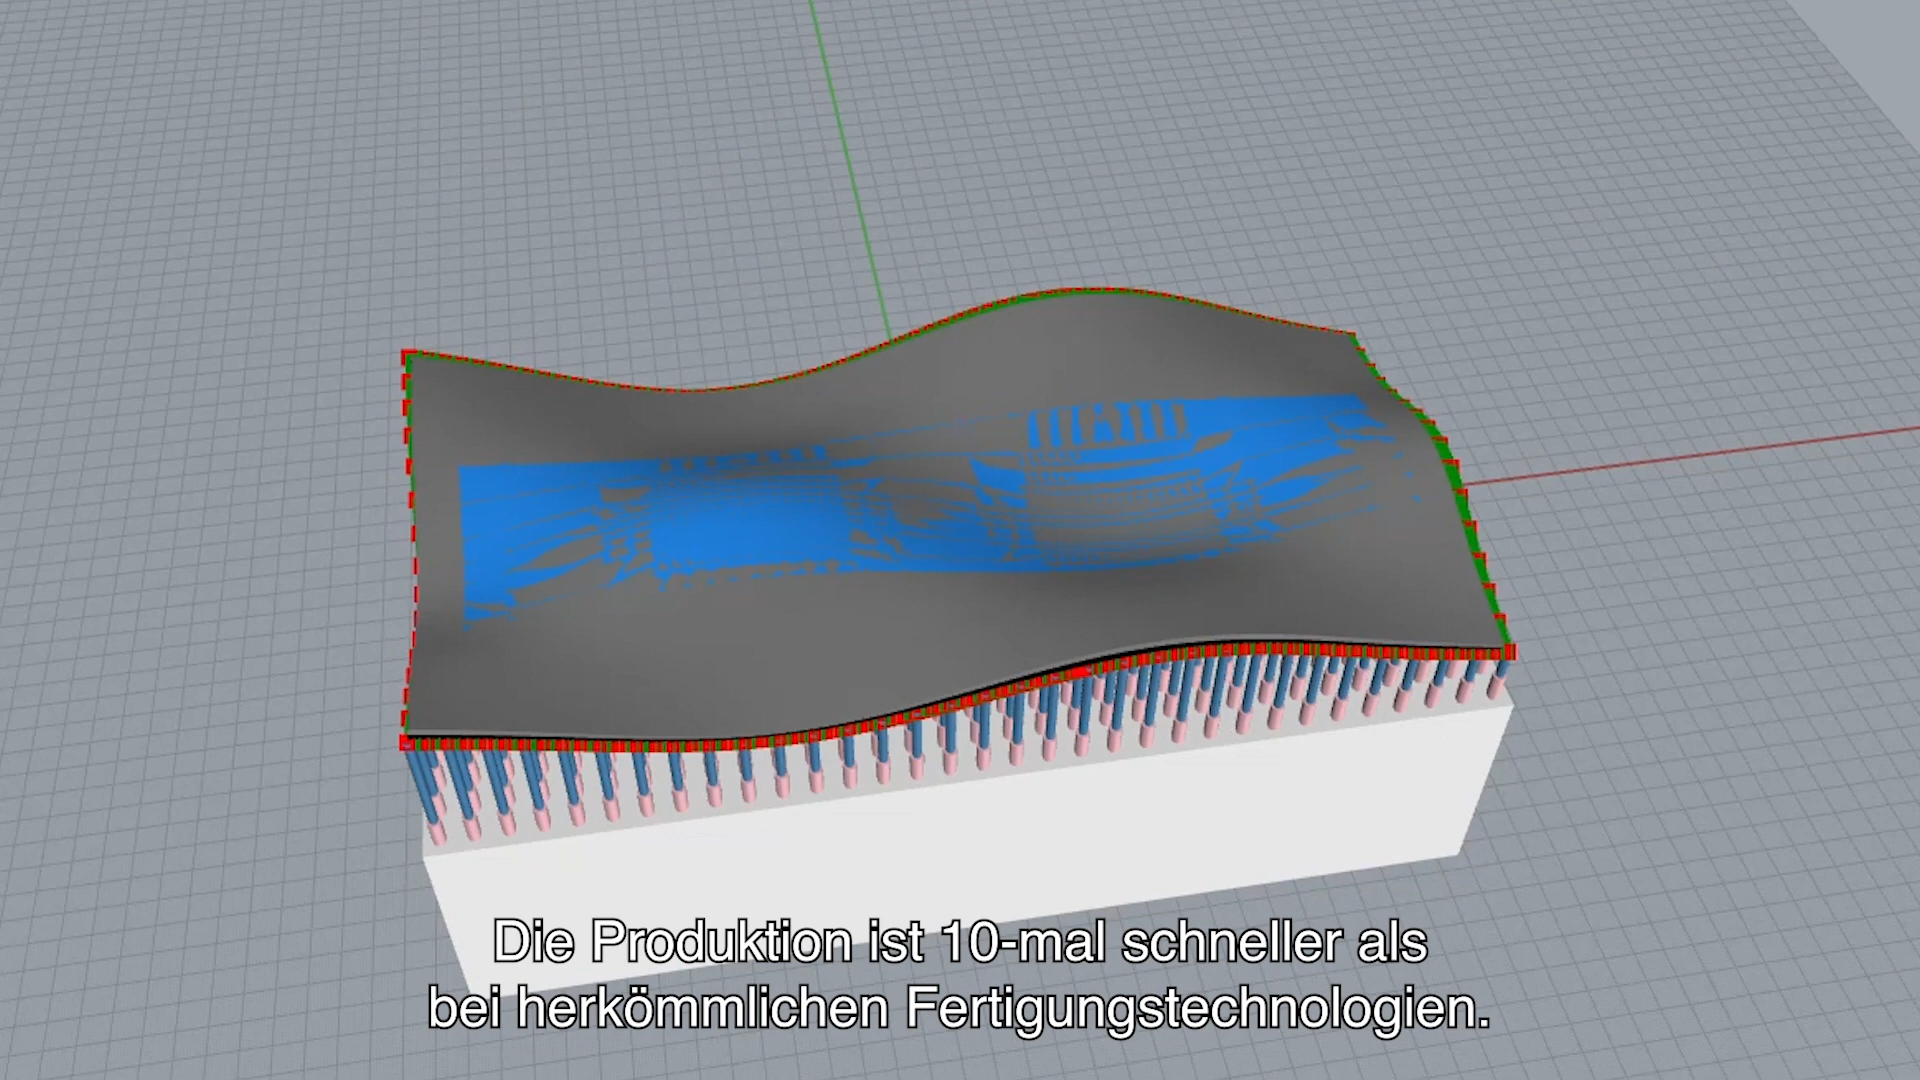 Die Produktion ist 10-mal schneller als
bei herkömmlichen Fertigungstechnologien.